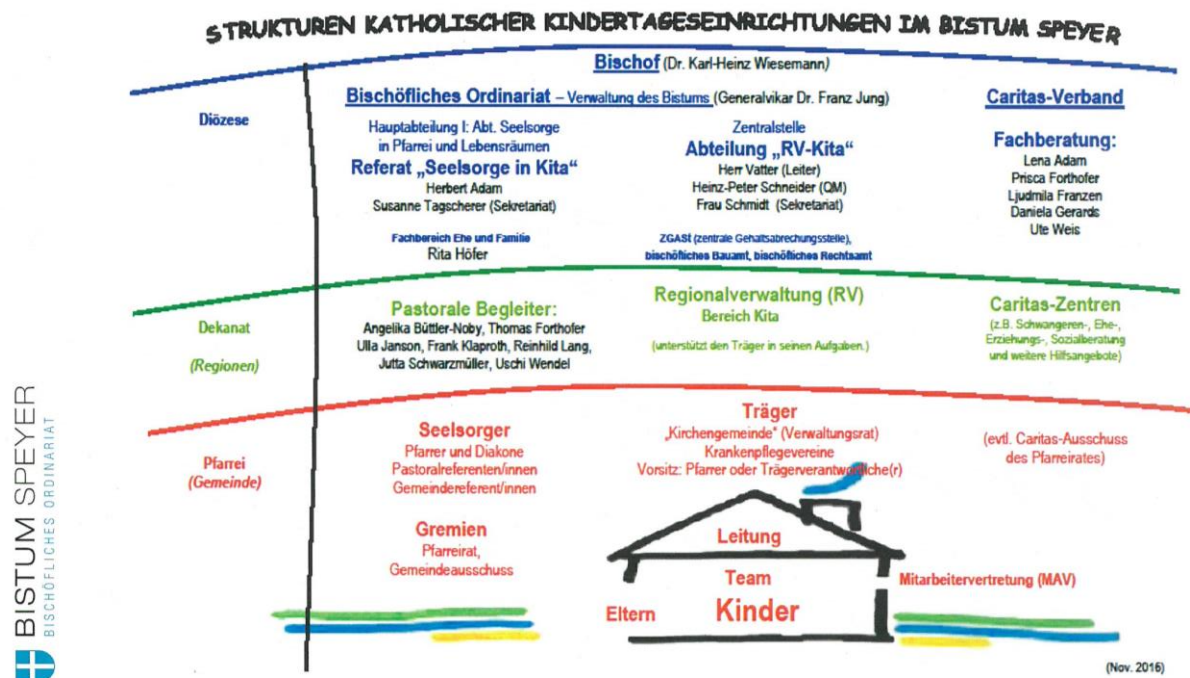 STRUKTUREN KATHOLISCHER KINDERTAGESEINRICHTUNGEN IM BISTUM SPEYER
Bischof (Dr. Karl-Heinz Wiesemann)
Diözese
Bischöfliches Ordinariat – Verwaltung des Bistums (Generalvikar Dr. Franz Jung)
Hauptabteilung I: Abt. Seelsorge
in Pfarrei und Lebensräumen
Referat „Seelsorge in Kita“
Herbert Adam
Susanne Tagscherer (Sekretariat)
Fachbereich Ehe und Familie
Rita Höfer
Zentralstelle
Abteilung „RV-Kita“
Herr Vatter (Leiter)
Heinz-Peter Schneider (QM)
Frau Schmidt (Sekretariat)
ZGASt (zentrale Gehaltsabrechungsstelle),
bischöfliches Bauamt, bischöfliches Rechtsamt
Caritas-Verband
Fachberatung:
Lena Adam
Prisca Forthofer
Ljudmila Franzen
Daniela Gerards
Ute Weis
Dekanat
(Regionen)
Pastorale Begleiter:
Angelika Büttler-Noby, Thomas Forthofer
Ulla Janson, Frank Klaproth, Reinhild Lang,
Jutta Schwarzmüller, Uschi Wendel
Regionalverwaltung (RV)
Bereich Kita
(unterstützt den Träger in seinen Aufgaben.)
Caritas-Zentren
(z.B. Schwangeren-, Ehe-,
Erziehungs-, Sozialberatung
und weitere Hilfsangebote)
Pfarrei
(Gemeinde)
Seelsorger
Pfarrer und Diakone
Pastoralreferenten/innen
Gemeindereferent/innen
Gremien
Pfarreirat,
Gemeindeausschuss
Träger
„Kirchengemeinde“ (Verwaltungsrat)
Krankenpflegevereine
Vorsitz: Pfarrer oder Trägerverantwortliche(r)
(evtl. Caritas-Ausschuss
des Pfarreirates)
Leitung
Team
Eltern
Kinder
Mitarbeitervertretung (MAV)
(Nov. 2016)
BISTUM SPEYER
BISCHÖFLICHES ORDINARIAT